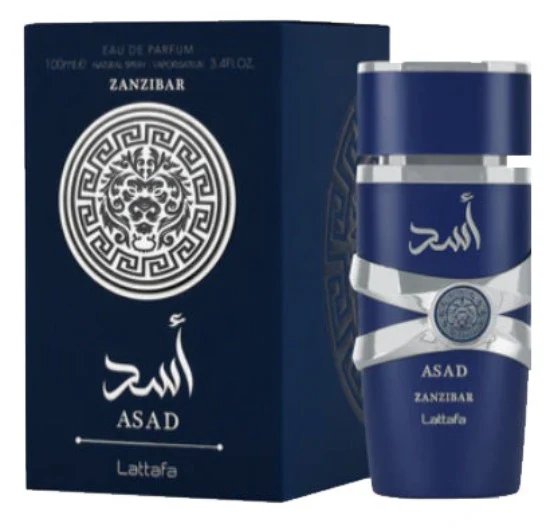 EAU DE PARFUM
100ml℮ NATURAL SPRAY · VAPORISATEUR 3.4FL.OZ.
ZANZIBAR
أسد
ASAD
Lattafa
أسد
ASAD
ZANZIBAR
Lattafa